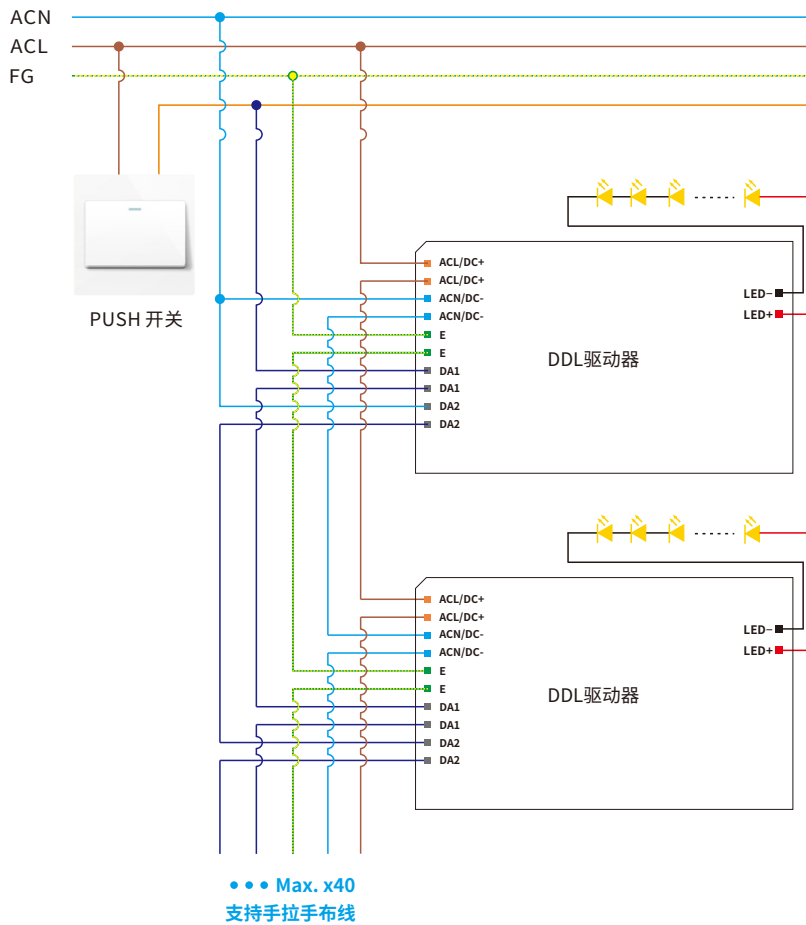 ACN
ACL
FG
PUSH 开关
ACL/DC+
ACL/DC+
ACN/DC-
ACN/DC-
E
E
DA1
DA1
DA2
DA2
DDL驱动器
LED−
LED+
ACL/DC+
ACL/DC+
ACN/DC-
ACN/DC-
E
E
DA1
DA1
DA2
DA2
DDL驱动器
LED−
LED+
••• Max. x40
支持手拉手布线